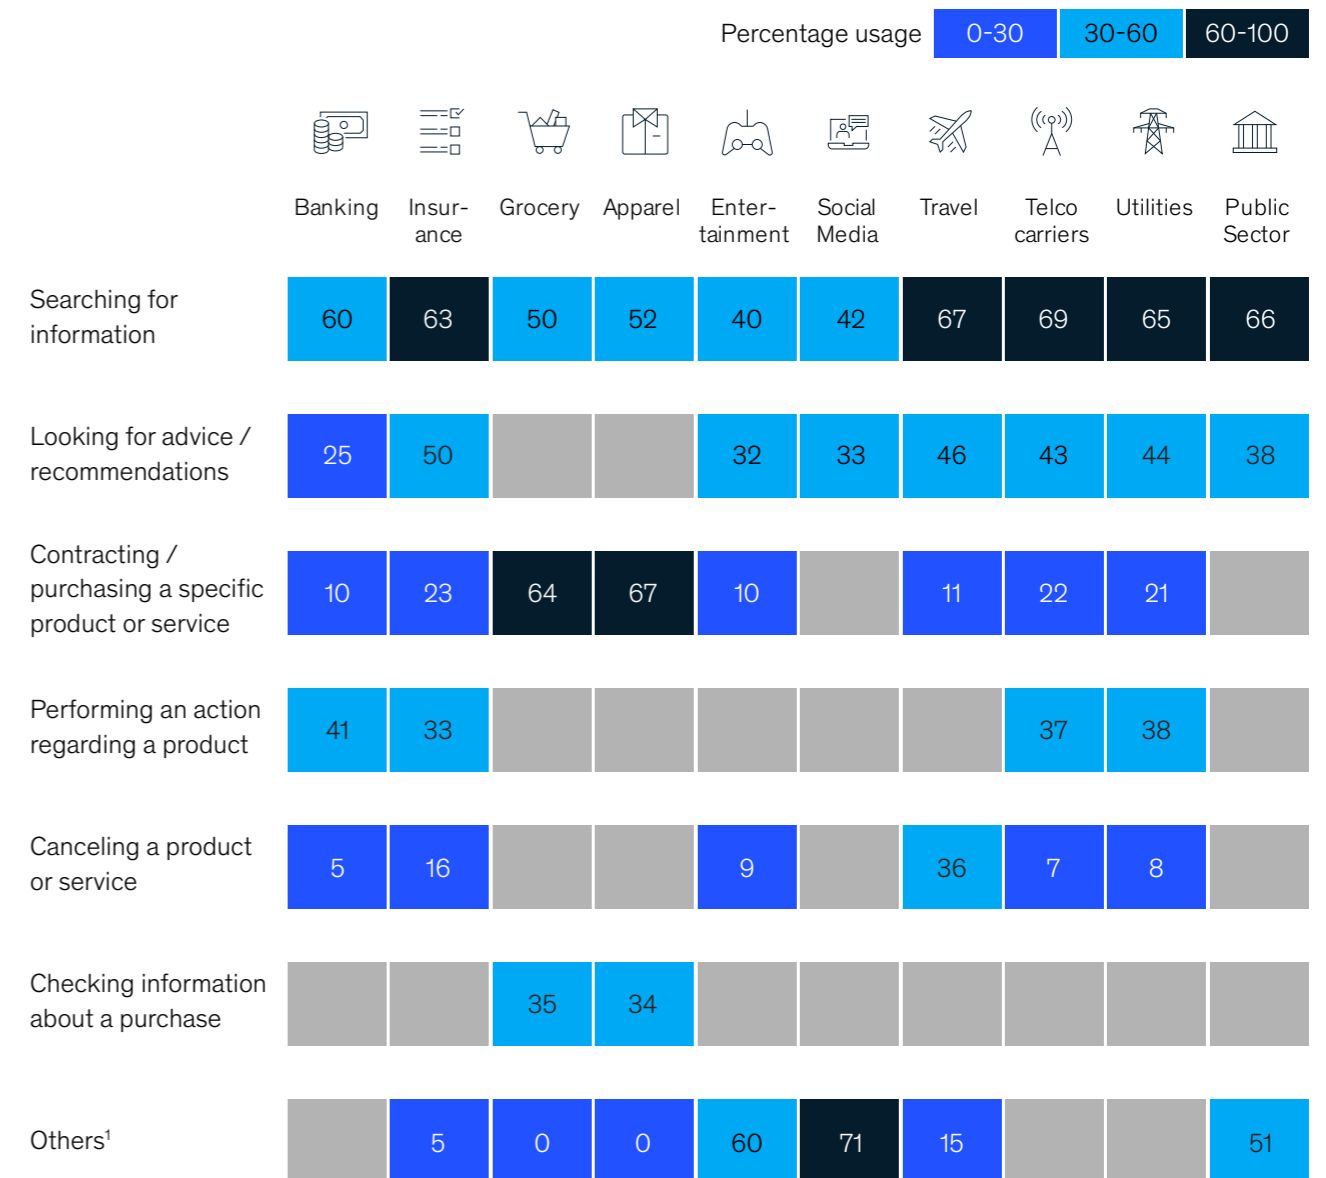 Percentage usage 0-30 30-60 60-100
Banking Insur- Grocery Apparel Enter- Social Travel Telco Utilities Public
ance tainment Media carriers Sector
Searching for
information
60 63 50 52 40 42 67 69 65 66
Looking for advice /
recommendations
25 50 32 33 46 43 44 38
Contracting /
purchasing a specific
product or service
10 23 64 67 10 11 22 21
Performing an action
regarding a product
41 33 37 38
Canceling a product
or service
5 16 9 36 7 8
Checking information
about a purchase
35 34
Others¹
5 0 0 60 71 15 51